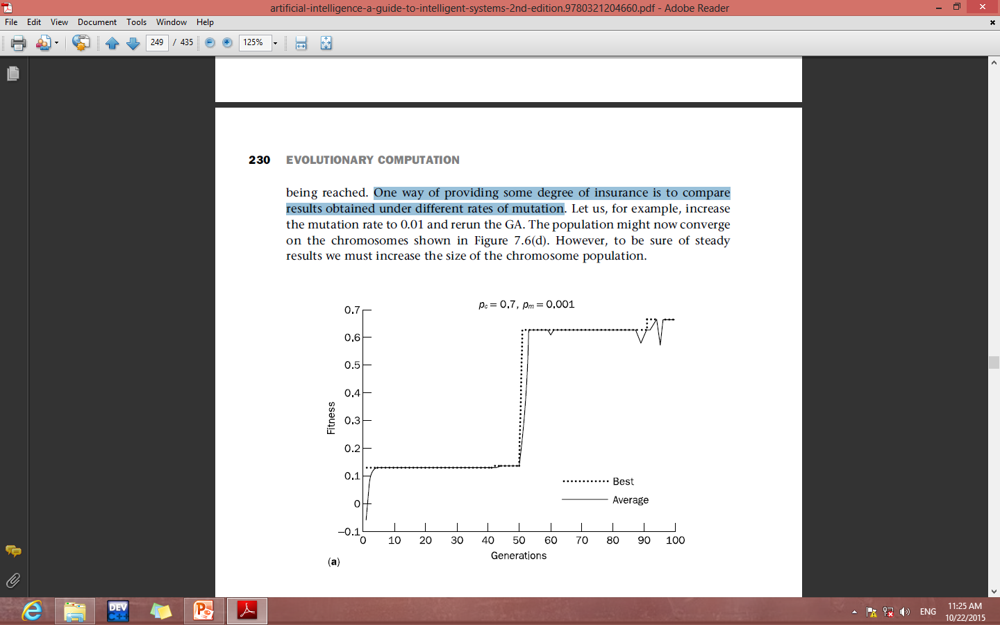 artificial-intelligence-a-guide-to-intelligent-systems-2nd-edition.9780321204660.pdf - Adobe Reader
File Edit View Document Tools Window Help
249 / 435 125%
230 EVOLUTIONARY COMPUTATION
being reached. One way of providing some degree of insurance is to compare
results obtained under different rates of mutation. Let us, for example, increase
the mutation rate to 0.01 and rerun the GA. The population might now converge
on the chromosomes shown in Figure 7.6(d). However, to be sure of steady
results we must increase the size of the chromosome population.
pc = 0.7, pm = 0.001
0.7
0.6
0.5
0.4
0.3
0.2
0.1
0
–0.1
Fitness
Best
Average
0 10 20 30 40 50 60 70 80 90 100
Generations
(a)
DEV
C++
ENG
11:25 AM
10/22/2015